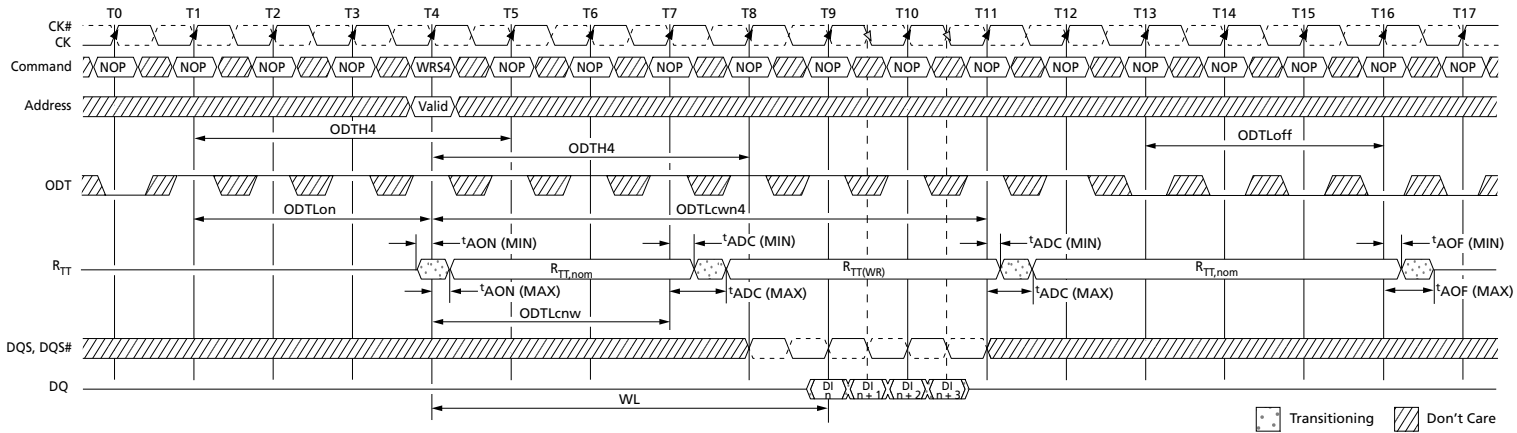 T0 T1 T2 T3 T4 T5 T6 T7 T8 T9 T10 T11 T12 T13 T14 T15 T16 T17
CK#
CK
Command NOP NOP NOP NOP WRS4 NOP NOP NOP NOP NOP NOP NOP NOP NOP NOP NOP NOP NOP
Address Valid
ODTH4 ODTLoff
ODTH4
ODT
ODTLon ODTLcwn4
tAON (MIN) tADC (MIN) tADC (MIN) tAOF (MIN)
RTT RTT,nom RTT(WR) RTT,nom
tAON (MAX) tADC (MAX) tADC (MAX) tAOF (MAX)
ODTLcnw
DQS, DQS#
DQ DI n DI n + 1 DI n + 2 DI n + 3
WL
Transitioning Don't Care